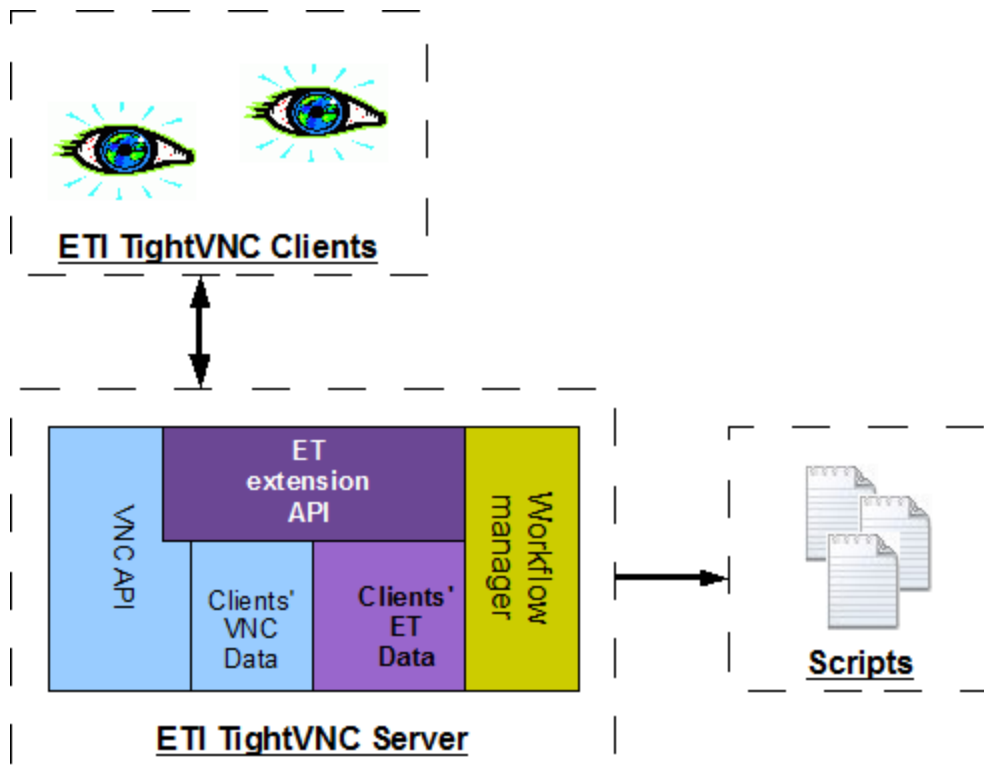 ETI TightVNC Clients
ET
extension
API
VNC API
Clients'
VNC
Data
Clients'
ET
Data
Workflow
manager
Scripts
ETI TightVNC Server